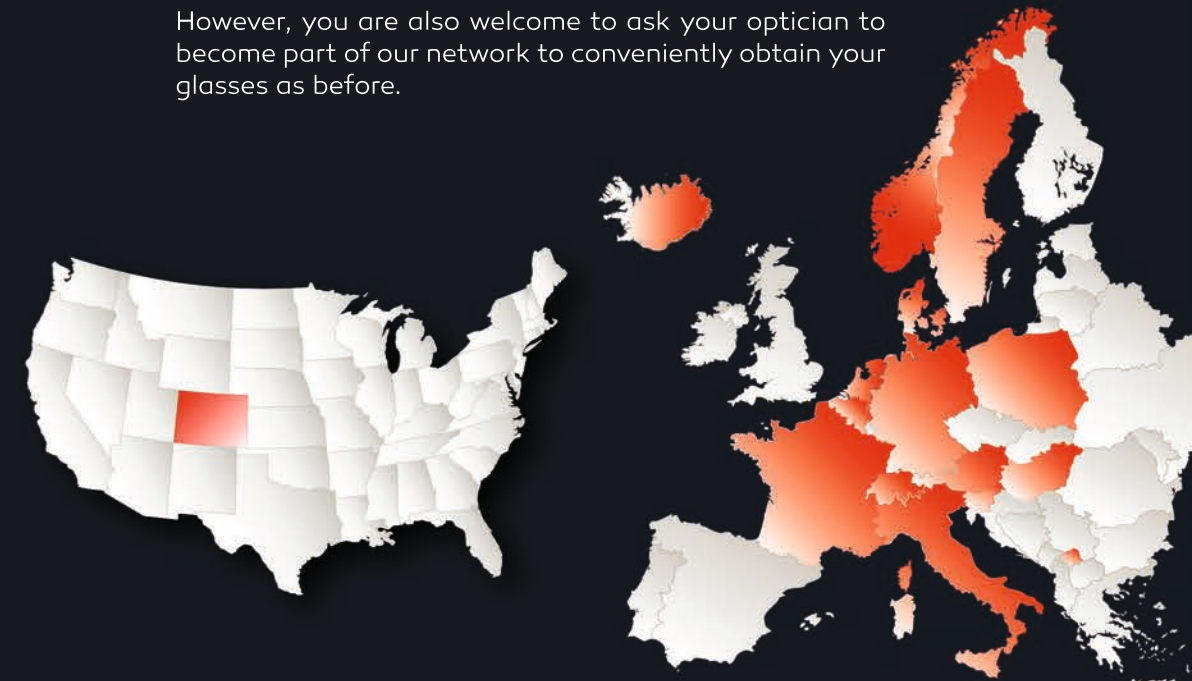 However, you are also welcome to ask your optician to
become part of our network to conveniently obtain your
glasses as before.